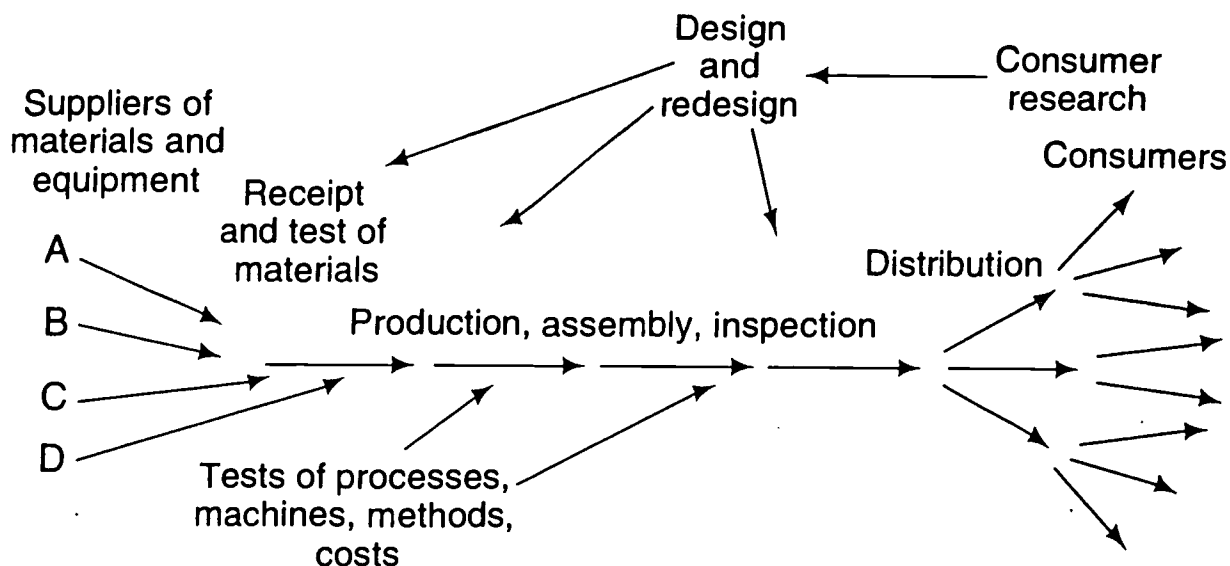 Design
and
redesign
Consumer
research
Suppliers of
materials and
equipment
Consumers
Receipt
and test of
materials
A
Distribution
B
Production, assembly, inspection
C
D
Tests of processes,
machines, methods,
costs